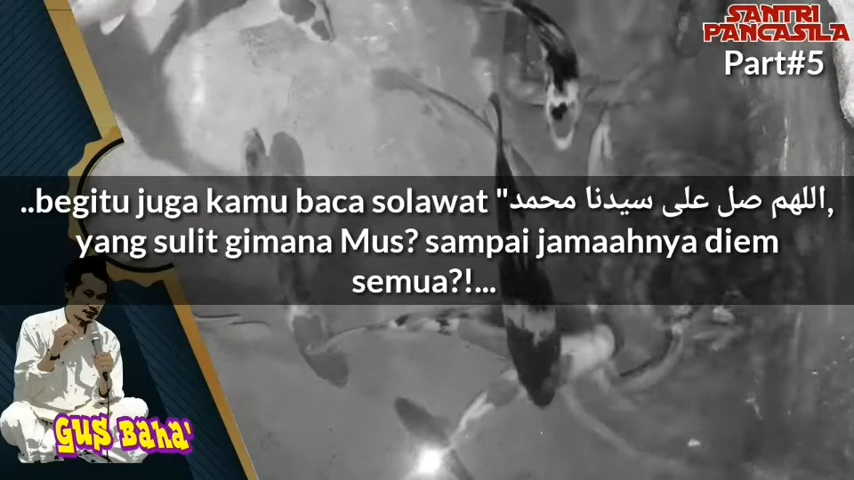 SANTRI
PANCASILA
Part#5
..begitu juga kamu baca solawat "اللهم صل على سيدنا محمد,
yang sulit gimana Mus? sampai jamaahnya diem
semua?!...
GUS BaHa'